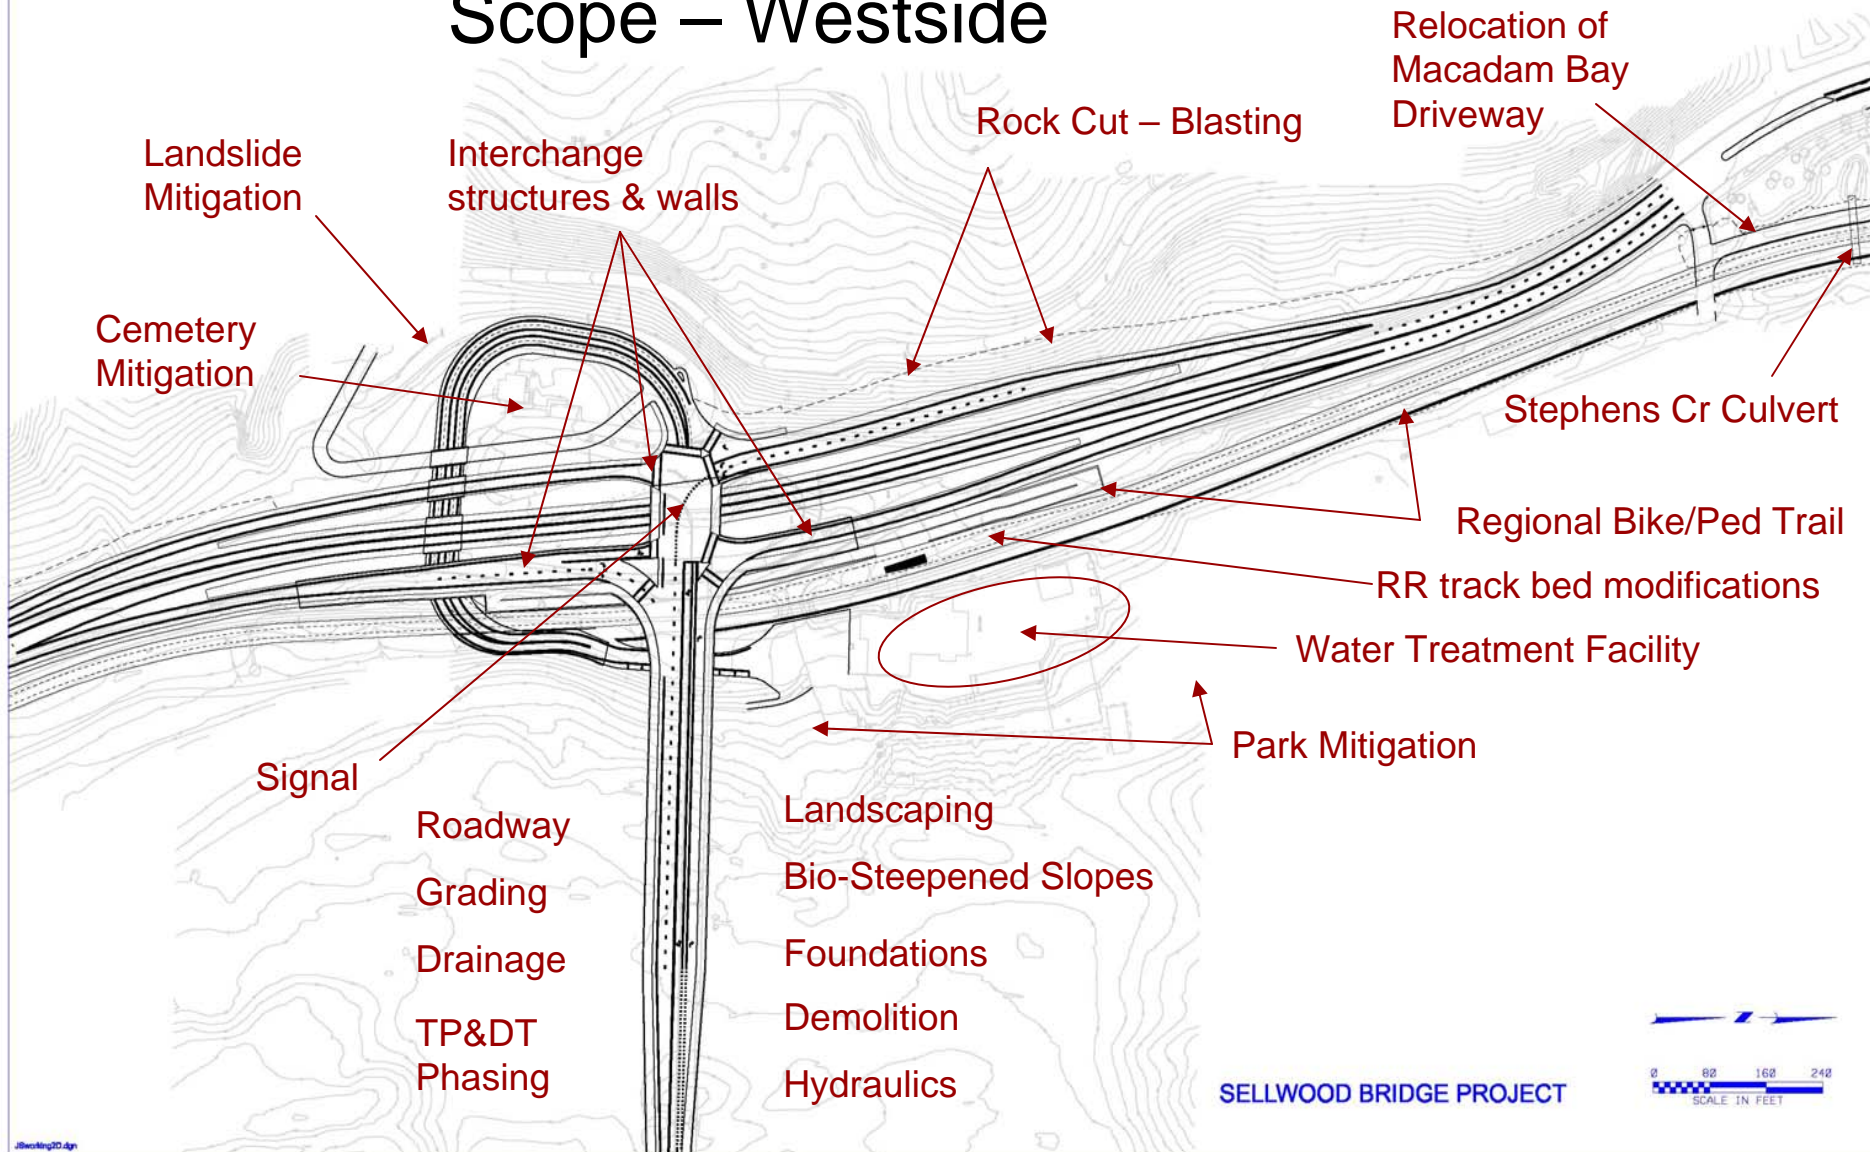 Scope – Westside
Relocation of
Macadam Bay
Driveway
Rock Cut – Blasting
Landslide
Mitigation
Interchange
structures & walls
Cemetery
Mitigation
Stephens Cr Culvert
Regional Bike/Ped Trail
RR track bed modifications
Water Treatment Facility
Park Mitigation
Signal
Roadway
Grading
Drainage
TP&DT
Phasing
Landscaping
Bio-Steepened Slopes
Foundations
Demolition
Hydraulics
SELLWOOD BRIDGE PROJECT
Z
0 80 160 240
SCALE IN FEET
JBworking2D.dgn